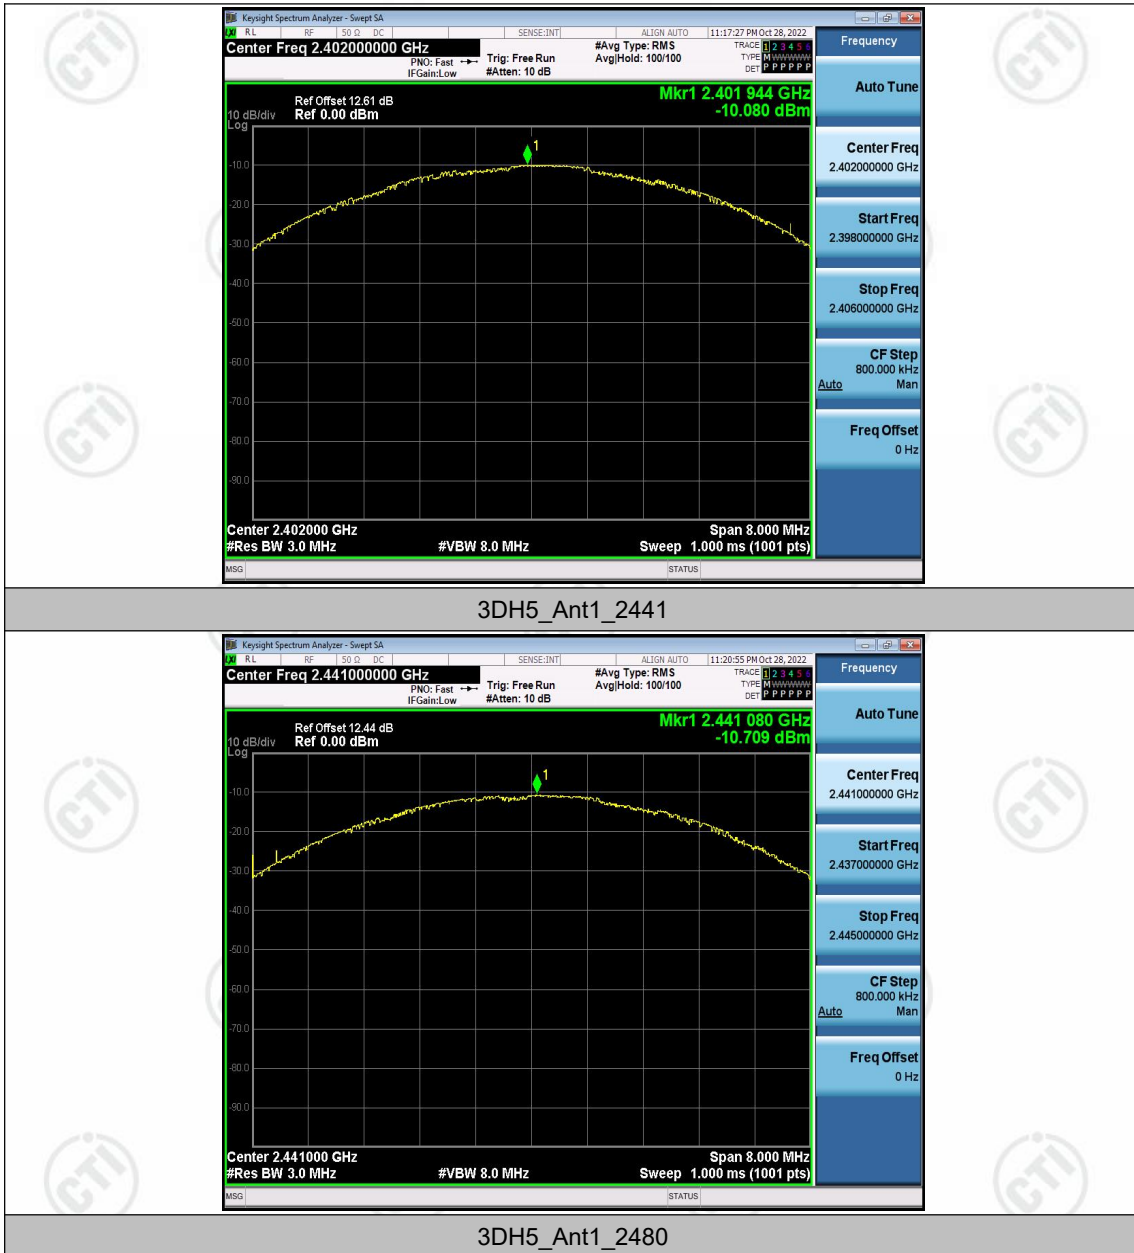 Keysight Spectrum Analyzer - Swept SA
LXI RL RF 50 Ω DC SENSE:INT ALIGN AUTO 11:17:27 PM Oct 28, 2022
Center Freq 2.402000000 GHz
PNO: Fast Trig: Free Run
IFGain:Low #Atten: 10 dB
#Avg Type: RMS
Avg|Hold: 100/100
TRACE 1 2 3 4 5 6
TYPE M WWWWW
DET P P P P P P
Frequency
Ref Offset 12.61 dB
10 dB/div Ref 0.00 dBm
Log
Mkr1 2.401 944 GHz
-10.080 dBm
1
-10.0
-20.0
-30.0
-40.0
-50.0
-60.0
-70.0
-80.0
-90.0
Auto Tune
Center Freq
2.402000000 GHz
Start Freq
2.398000000 GHz
Stop Freq
2.406000000 GHz
CF Step
800.000 kHz
Auto Man
Freq Offset
0 Hz
Center 2.402000 GHz Span 8.000 MHz
#Res BW 3.0 MHz #VBW 8.0 MHz Sweep 1.000 ms (1001 pts)
MSG STATUS
3DH5_Ant1_2441
Keysight Spectrum Analyzer - Swept SA
LXI RL RF 50 Ω DC SENSE:INT ALIGN AUTO 11:20:55 PM Oct 28, 2022
Center Freq 2.441000000 GHz
PNO: Fast Trig: Free Run
IFGain:Low #Atten: 10 dB
#Avg Type: RMS
Avg|Hold: 100/100
TRACE 1 2 3 4 5 6
TYPE M WWWWW
DET P P P P P P
Frequency
Ref Offset 12.44 dB
10 dB/div Ref 0.00 dBm
Log
Mkr1 2.441 080 GHz
-10.709 dBm
1
-10.0
-20.0
-30.0
-40.0
-50.0
-60.0
-70.0
-80.0
-90.0
Auto Tune
Center Freq
2.441000000 GHz
Start Freq
2.437000000 GHz
Stop Freq
2.445000000 GHz
CF Step
800.000 kHz
Auto Man
Freq Offset
0 Hz
Center 2.441000 GHz Span 8.000 MHz
#Res BW 3.0 MHz #VBW 8.0 MHz Sweep 1.000 ms (1001 pts)
MSG STATUS
3DH5_Ant1_2480
CTI
CTI
CTI
CTI
CTI
CTI
CTI
CTI